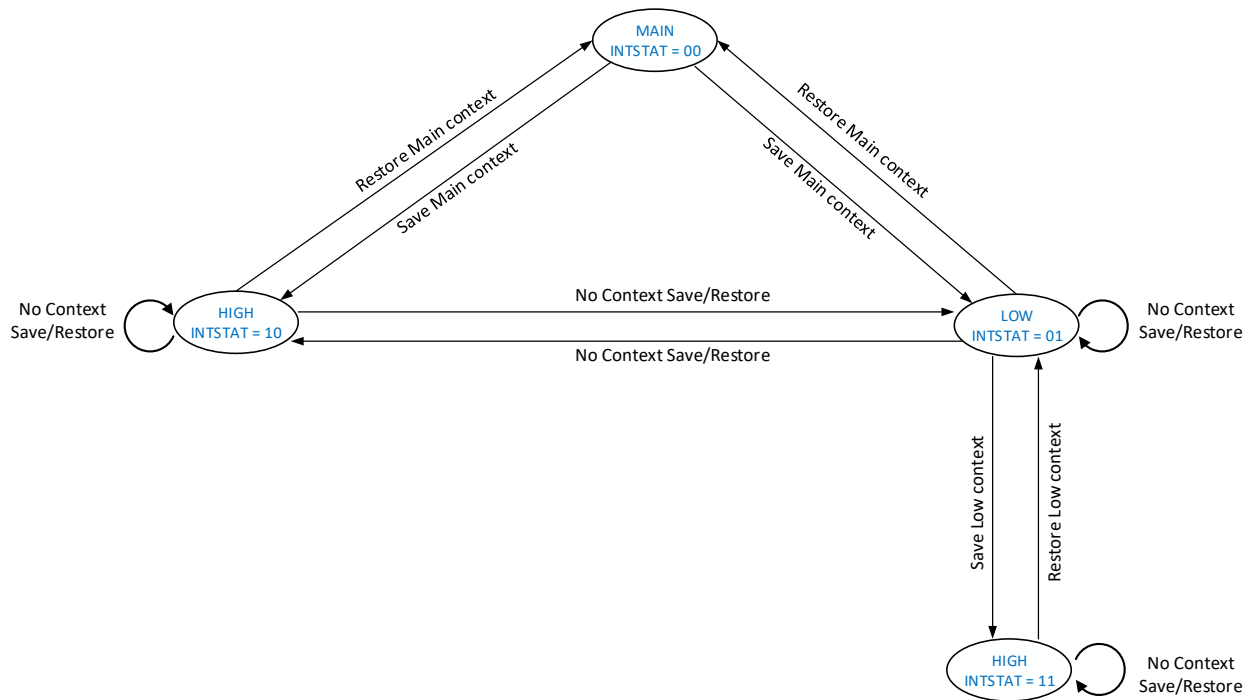 MAIN
INTSTAT = 00
Restore Main context
Save Main context
Save Main context
Restore Main context
No Context
Save/Restore
HIGH
INTSTAT = 10
No Context Save/Restore
No Context Save/Restore
LOW
INTSTAT = 01
No Context
Save/Restore
Save Low context
Restore Low context
HIGH
INTSTAT = 11
No Context
Save/Restore